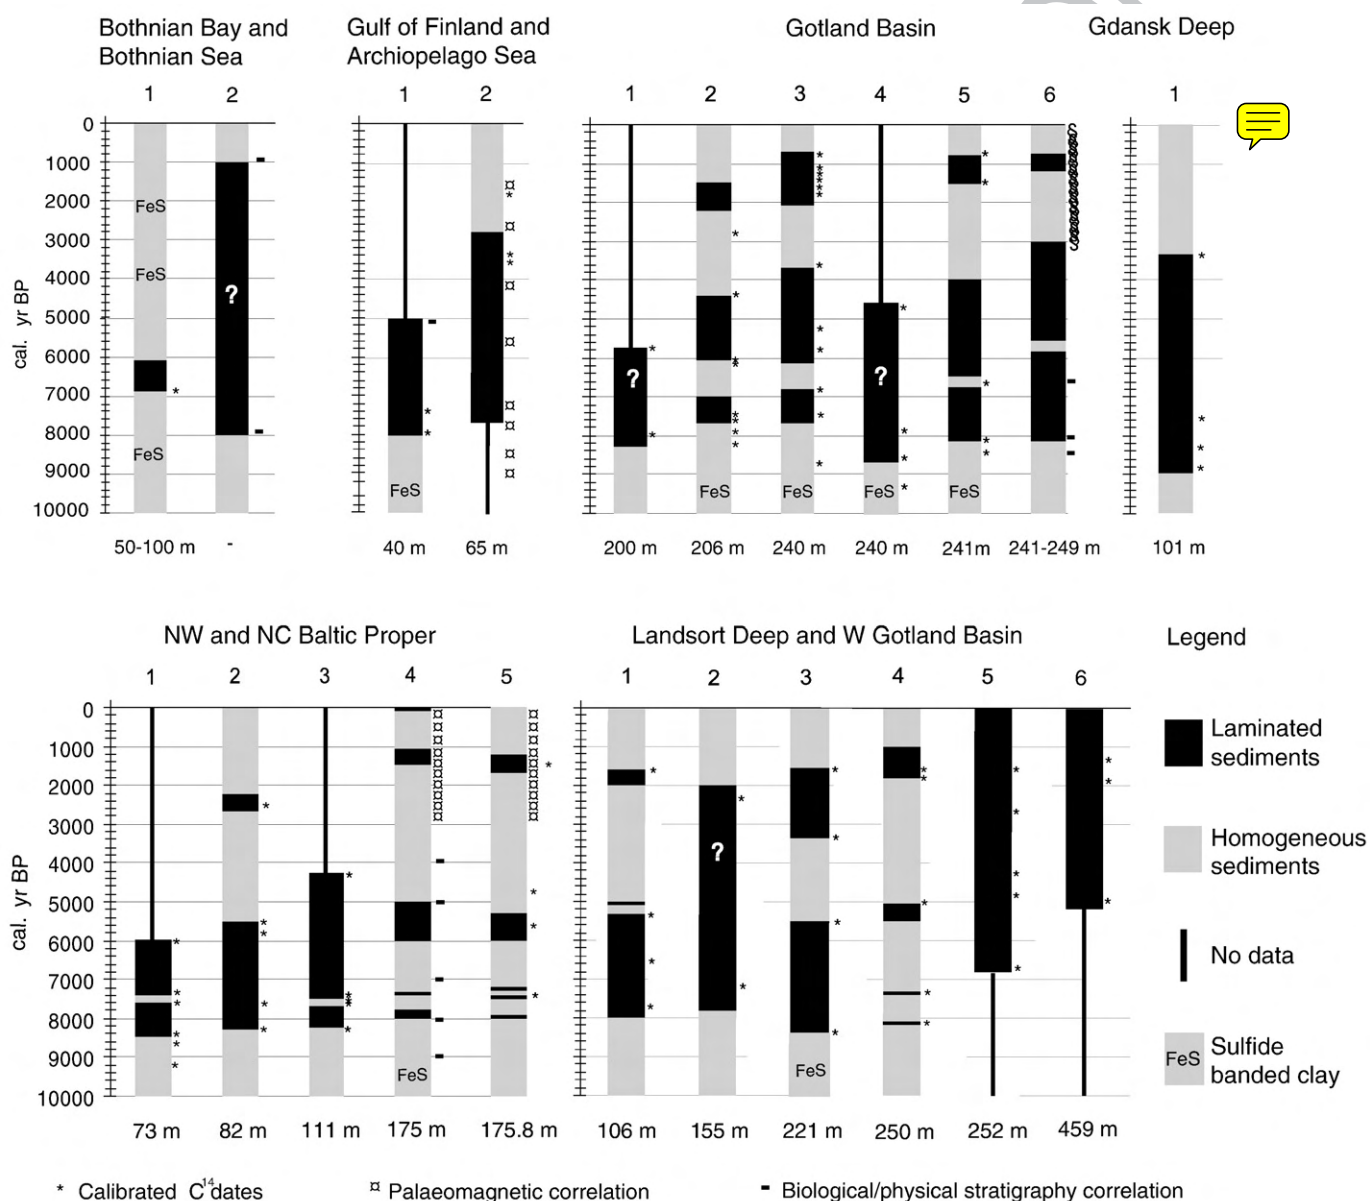 Bothnian Bay and
Bothnian Sea
Gulf of Finland and
Archiopelago Sea
Gotland Basin
Gdansk Deep
1 2 1 2 1 2 3 4 5 6 1
cal. yr BP
0
1000
2000
3000
4000
5000
6000
7000
8000
9000
10000
FeS
FeS
FeS
?
FeS
?
FeS
FeS
?
FeS
FeS
50-100 m - 40 m 65 m 200 m 206 m 240 m 240 m 241m 241-249 m 101 m
NW and NC Baltic Proper
Landsort Deep and W Gotland Basin
Legend
1 2 3 4 5 1 2 3 4 5 6
cal. yr BP
0
1000
2000
3000
4000
5000
6000
7000
8000
9000
10000
FeS
?
FeS
Laminated
sediments
Homogeneous
sediments
No data
FeS Sulfide
banded clay
73 m 82 m 111 m 175 m 175.8 m 106 m 155 m 221 m 250 m 252 m 459 m
* Calibrated C14 dates
¤ Palaeomagnetic correlation
- Biological/physical stratigraphy correlation